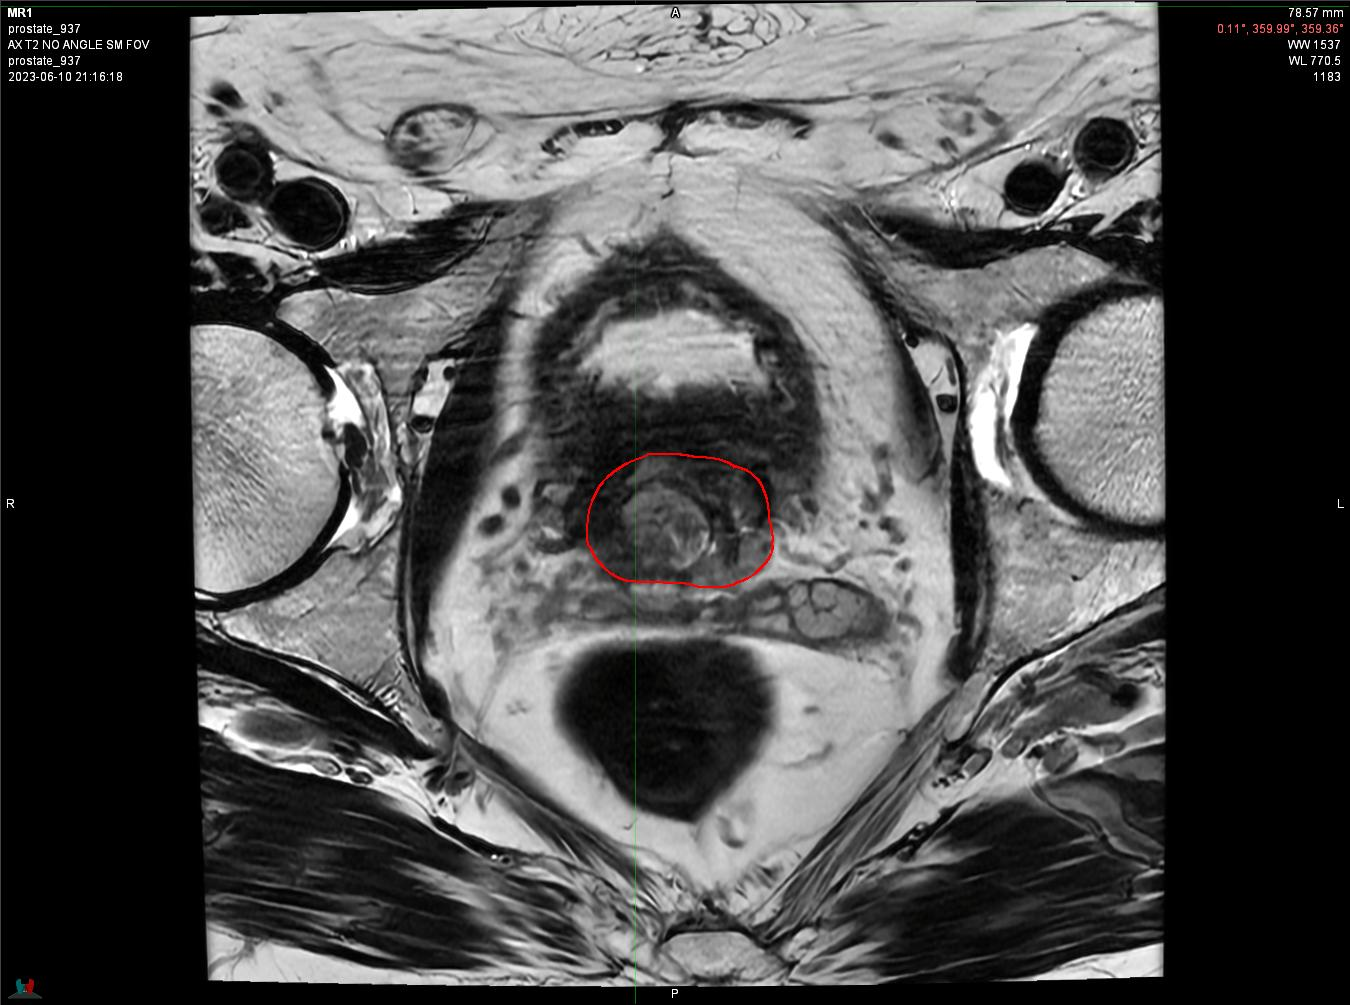 MR1
prostate_937
AX T2 NO ANGLE SM FOV
prostate_937
2023-06-10 21:16:18
A
78.57 mm
0.11°, 359.99°, 359.36°
WW 1537
WL 770.5
1183
R
L
P